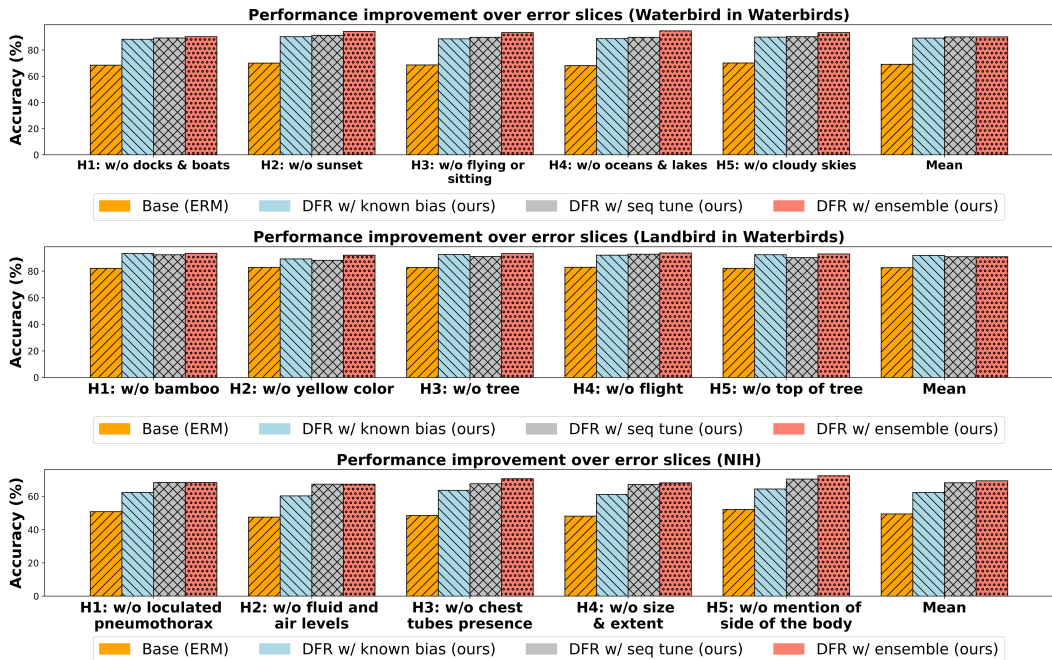 Performance improvement over error slices (Waterbird in Waterbirds)
Accuracy (%)
80
60
40
20
0
H1: w/o docks & boats H2: w/o sunset H3: w/o flying or H4: w/o oceans & lakes H5: w/o cloudy skies Mean
sitting
Base (ERM) DFR w/ known bias (ours) DFR w/ seq tune (ours) DFR w/ ensemble (ours)
Performance improvement over error slices (Landbird in Waterbirds)
Accuracy (%)
80
60
40
20
0
H1: w/o bamboo H2: w/o yellow color H3: w/o tree H4: w/o flight H5: w/o top of tree Mean
Base (ERM) DFR w/ known bias (ours) DFR w/ seq tune (ours) DFR w/ ensemble (ours)
Performance improvement over error slices (NIH)
Accuracy (%)
60
40
20
0
H1: w/o loculated H2: w/o fluid and H3: w/o chest H4: w/o size H5: w/o mention of Mean
pneumothorax air levels tubes presence & extent side of the body
Base (ERM) DFR w/ known bias (ours) DFR w/ seq tune (ours) DFR w/ ensemble (ours)